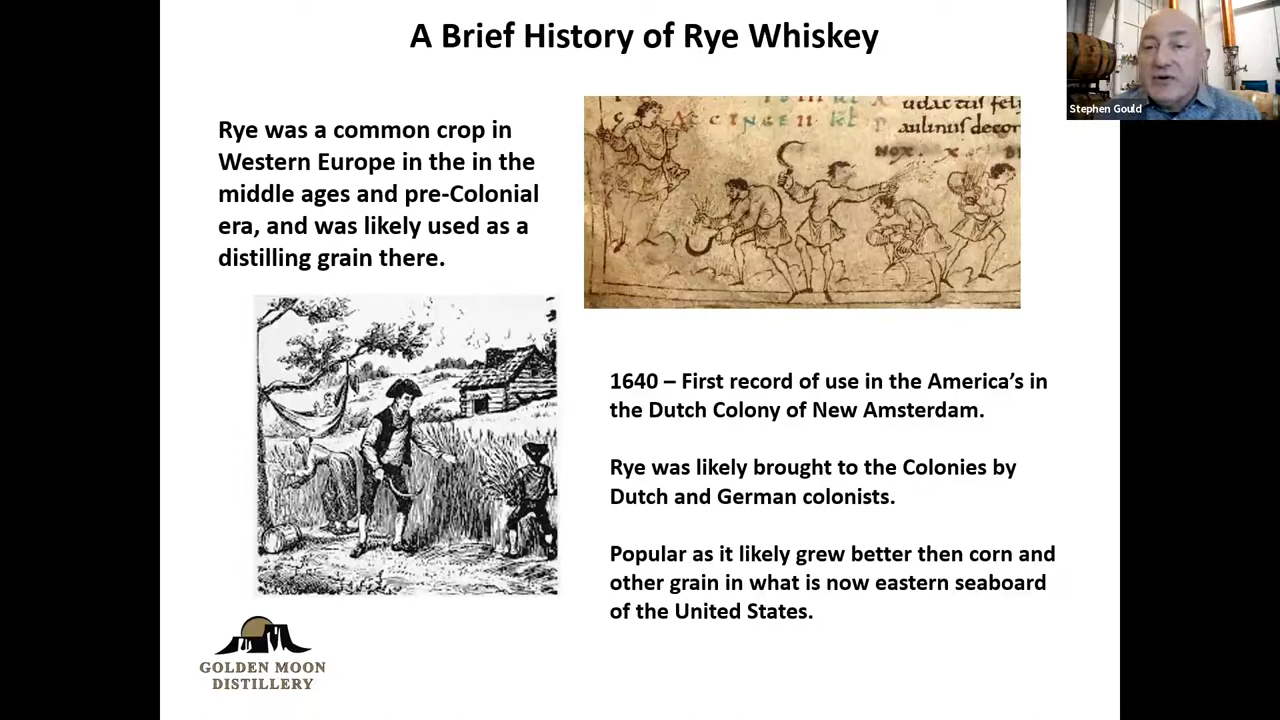 A Brief History of Rye Whiskey
Stephen Gould
Rye was a common crop in
Western Europe in the in the
middle ages and pre-Colonial
era, and was likely used as a
distilling grain there.
1640 – First record of use in the America's in
the Dutch Colony of New Amsterdam.
Rye was likely brought to the Colonies by
Dutch and German colonists.
Popular as it likely grew better then corn and
other grain in what is now eastern seaboard
of the United States.
GOLDEN MOON
DISTILLERY